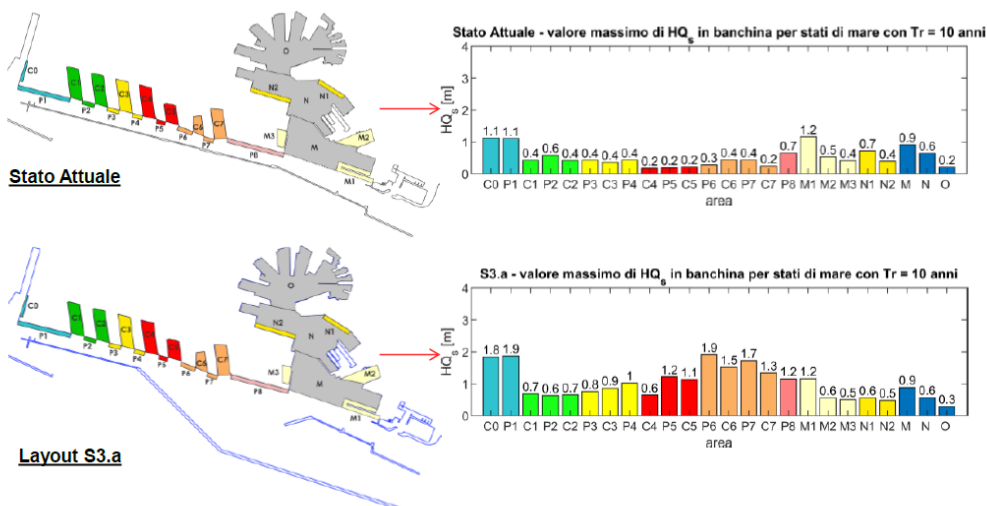 Stato Attuale - valore massimo di HQs in banchina per stati di mare con Tr = 10 anni
O
N2
N1
N
C0
P1
C1
P2
C2
P3
C3
P4
C4
P5
C5
P6
C6
P7
C7
P8
M3
M2
M
M1
Stato Attuale
HQs [m]
4
3
2
1
0
1.1 1.1 0.4 0.6 0.4 0.4 0.4 0.4 0.2 0.2 0.2 0.3 0.4 0.4 0.2 0.7 1.2 0.5 0.4 0.7 0.4 0.9 0.6 0.2
C0 P1 C1 P2 C2 P3 C3 P4 C4 P5 C5 P6 C6 P7 C7 P8 M1 M2 M3 N1 N2 M N O
area
S3.a - valore massimo di HQs in banchina per stati di mare con Tr = 10 anni
O
N2
N1
N
C0
P1
C1
P2
C2
P3
C3
P4
C4
P5
C5
P6
C6
P7
C7
P8
M3
M2
M
M1
Layout S3.a
HQs [m]
4
3
2
1
0
1.8 1.9 0.7 0.6 0.7 0.8 0.9 1 0.6 1.2 1.1 1.9 1.5 1.7 1.3 1.2 1.2 0.6 0.5 0.6 0.5 0.9 0.6 0.3
C0 P1 C1 P2 C2 P3 C3 P4 C4 P5 C5 P6 C6 P7 C7 P8 M1 M2 M3 N1 N2 M N O
area